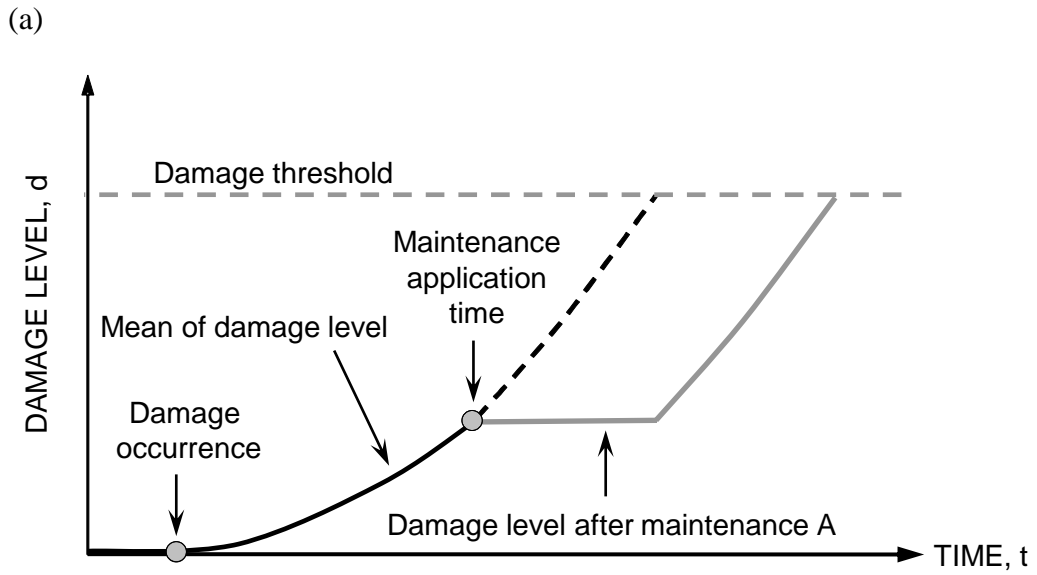 (a)
Damage threshold
Maintenance
application
time
Mean of damage level
Damage
occurrence
Damage level after maintenance A
DAMAGE LEVEL, d
TIME, t